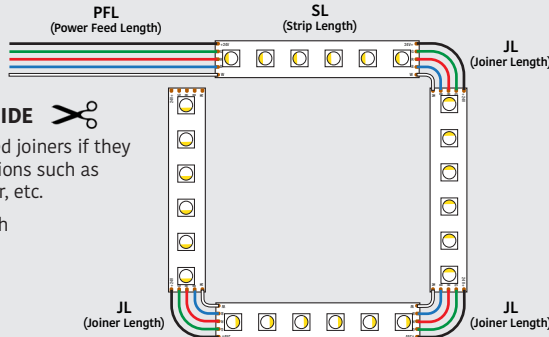 PFL
(Power Feed Length)
SL
(Strip Length)
JL
(Joiner Length)
IDE
ed joiners if they
ions such as
r, etc.
h
JL
(Joiner Length)
JL
(Joiner Length)